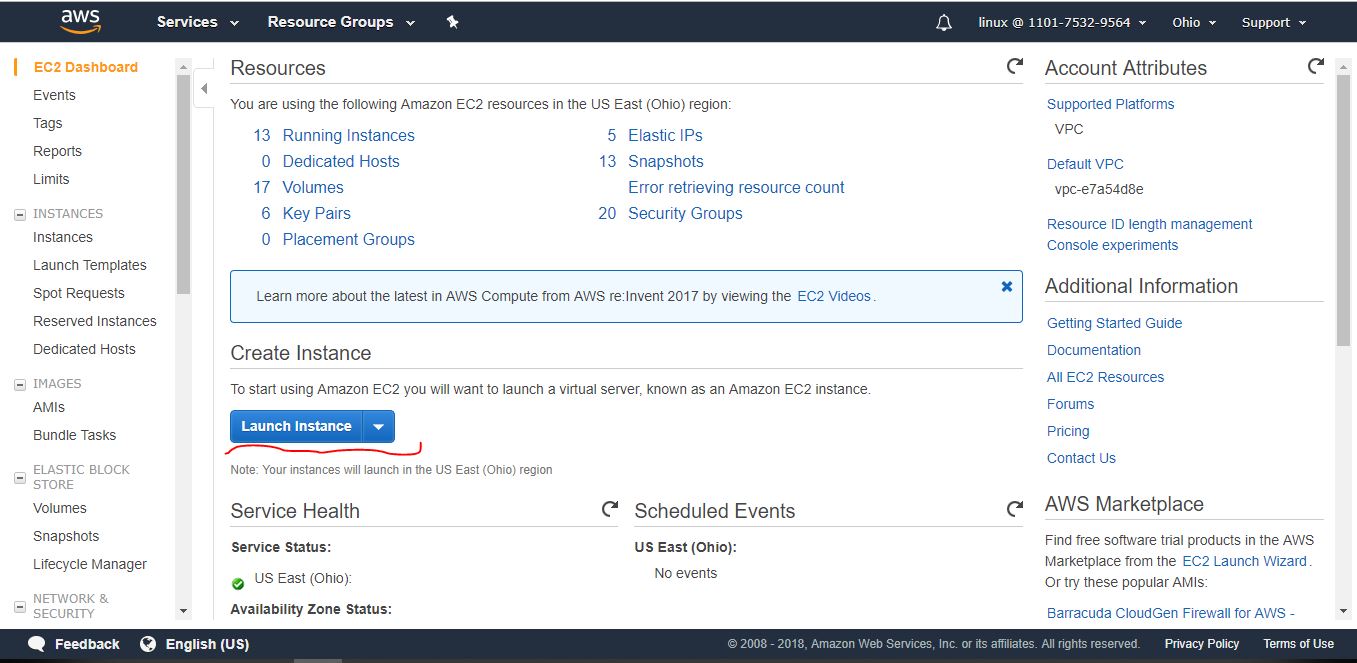 aws
Services
Resource Groups
linux @ 1101-7532-9564
Ohio
Support
EC2 Dashboard
Events
Tags
Reports
Limits
INSTANCES
Instances
Launch Templates
Spot Requests
Reserved Instances
Dedicated Hosts
IMAGES
AMIs
Bundle Tasks
ELASTIC BLOCK
STORE
Volumes
Snapshots
Lifecycle Manager
NETWORK &
SECURITY
Resources
You are using the following Amazon EC2 resources in the US East (Ohio) region:
13 Running Instances
0 Dedicated Hosts
17 Volumes
6 Key Pairs
0 Placement Groups
5 Elastic IPs
13 Snapshots
Error retrieving resource count
20 Security Groups
Learn more about the latest in AWS Compute from AWS re:Invent 2017 by viewing the EC2 Videos.
Create Instance
To start using Amazon EC2 you will want to launch a virtual server, known as an Amazon EC2 instance.
Launch Instance
Note: Your instances will launch in the US East (Ohio) region
Service Health
Service Status:
US East (Ohio):
Availability Zone Status:
Scheduled Events
US East (Ohio):
No events
Account Attributes
Supported Platforms
VPC
Default VPC
vpc-e7a54d8e
Resource ID length management
Console experiments
Additional Information
Getting Started Guide
Documentation
All EC2 Resources
Forums
Pricing
Contact Us
AWS Marketplace
Find free software trial products in the AWS
Marketplace from the EC2 Launch Wizard.
Or try these popular AMIs:
Barracuda CloudGen Firewall for AWS -
Feedback
English (US)
© 2008 - 2018, Amazon Web Services, Inc. or its affiliates. All rights reserved.
Privacy Policy
Terms of Use